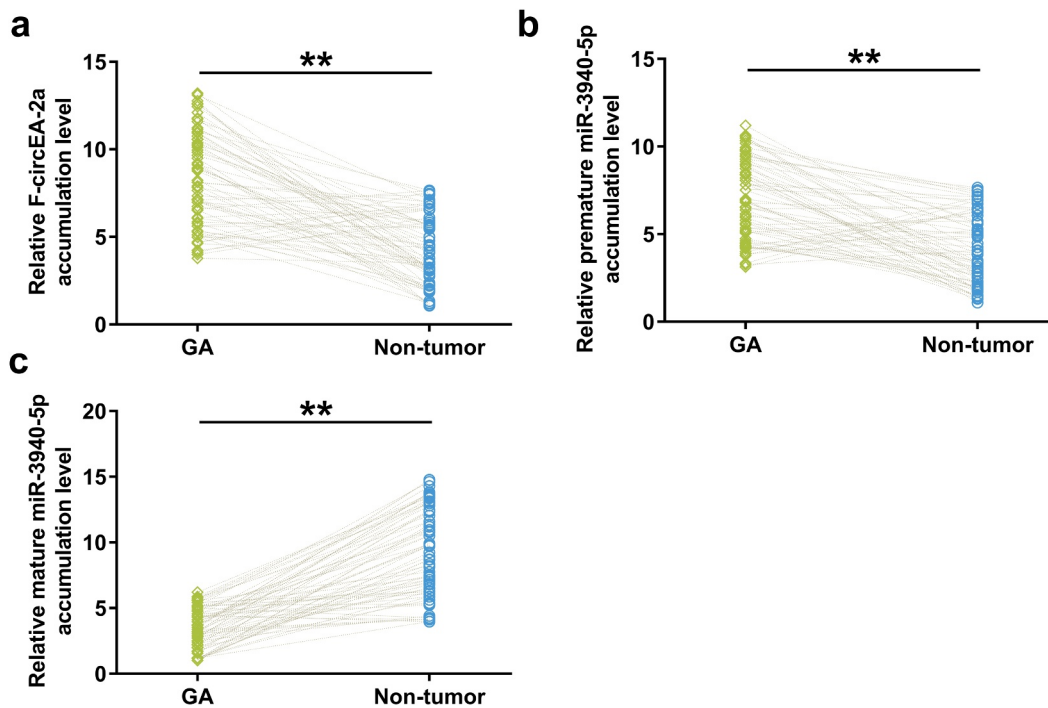 a
**
15
10
5
0
Relative F-circEA-2a
accumulation level
GA
Non-tumor
b
**
15
10
5
0
Relative premature miR-3940-5p
accumulation level
GA
Non-tumor
c
**
20
15
10
5
0
Relative mature miR-3940-5p
accumulation level
GA
Non-tumor